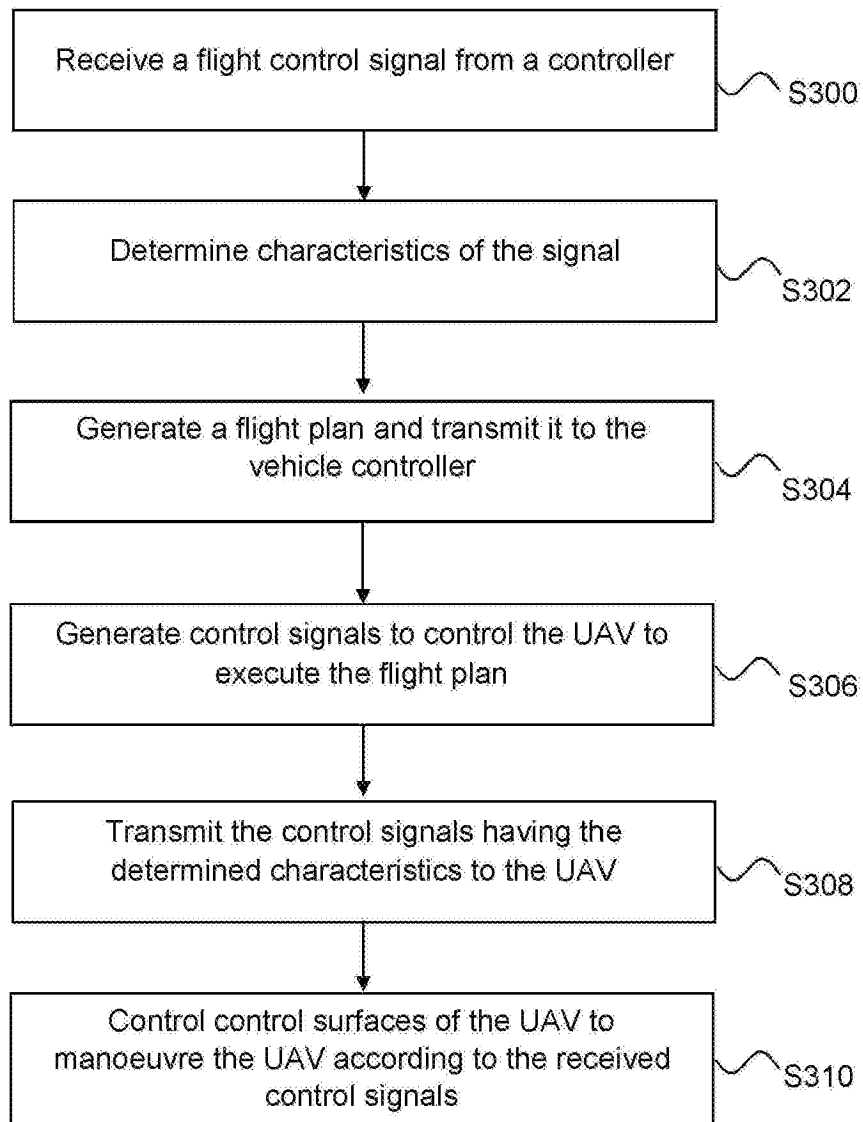 Receive a flight control signal from a controller
S300
Determine characteristics of the signal
S302
Generate a flight plan and transmit it to the
vehicle controller
S304
Generate control signals to control the UAV to
execute the flight plan
S306
Transmit the control signals having the
determined characteristics to the UAV
S308
Control control surfaces of the UAV to
manoeuvre the UAV according to the received
control signals
S310